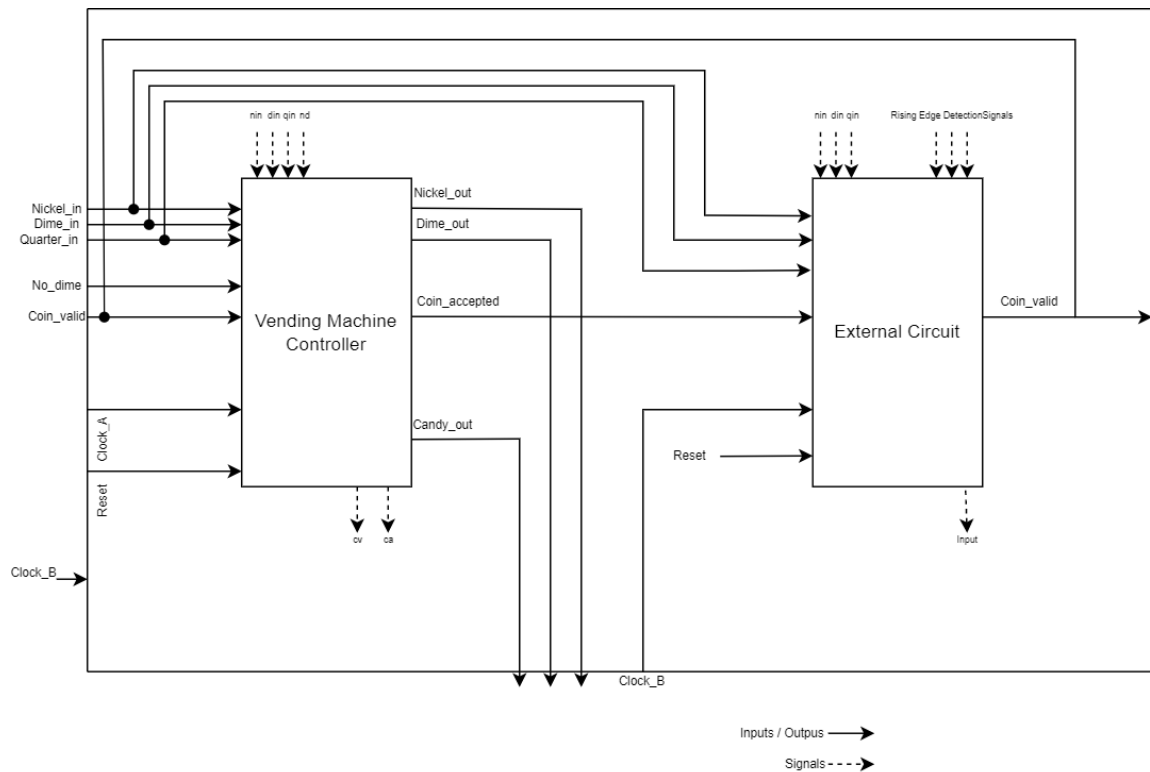 nin din qin nd
nin din qin
Rising Edge DetectionSignals
Nickel_in
Dime_in
Quarter_in
No_dime
Coin_valid
Clock_A
Reset
Clock_B
Vending Machine
Controller
Nickel_out
Dime_out
Coin_accepted
Candy_out
cv ca
External Circuit
Reset
Coin_valid
Input
Clock_B
Inputs / Outpus
Signals